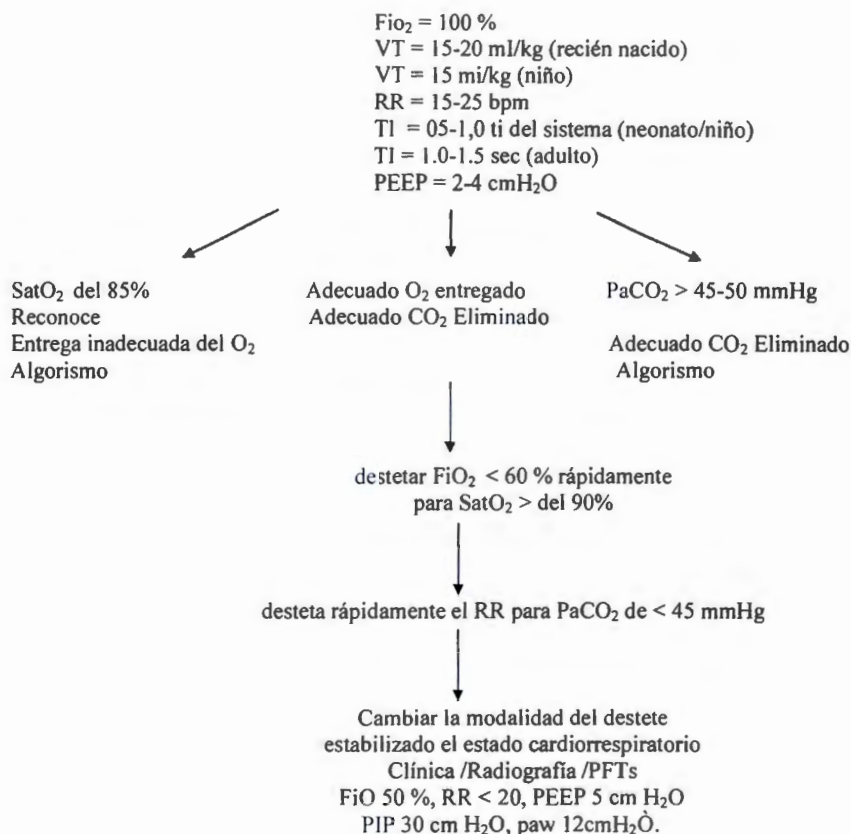 Fio₂ = 100 %
VT = 15-20 ml/kg (recién nacido)
VT = 15 mi/kg (niño)
RR = 15-25 bpm
TI = 05-1,0 ti del sistema (neonato/niño)
TI = 1.0-1.5 sec (adulto)
PEEP = 2-4 cmH₂O
SatO₂ del 85%
Reconoce
Entrega inadecuada del O₂
Algorismo
Adecuado O₂ entregado
Adecuado CO₂ Eliminado
PaCO₂ > 45-50 mmHg
Adecuado CO₂ Eliminado
Algorismo
destetar FiO₂ < 60 % rápidamente
para SatO₂ > del 90%
desteta rápidamente el RR para PaCO₂ de < 45 mmHg
Cambiar la modalidad del destete
estabilizado el estado cardiorrespiratorio
Clínica /Radiografía /PFTs
FiO 50 %, RR < 20, PEEP 5 cm H₂O
PIP 30 cm H₂O, paw 12cmH₂Ò.